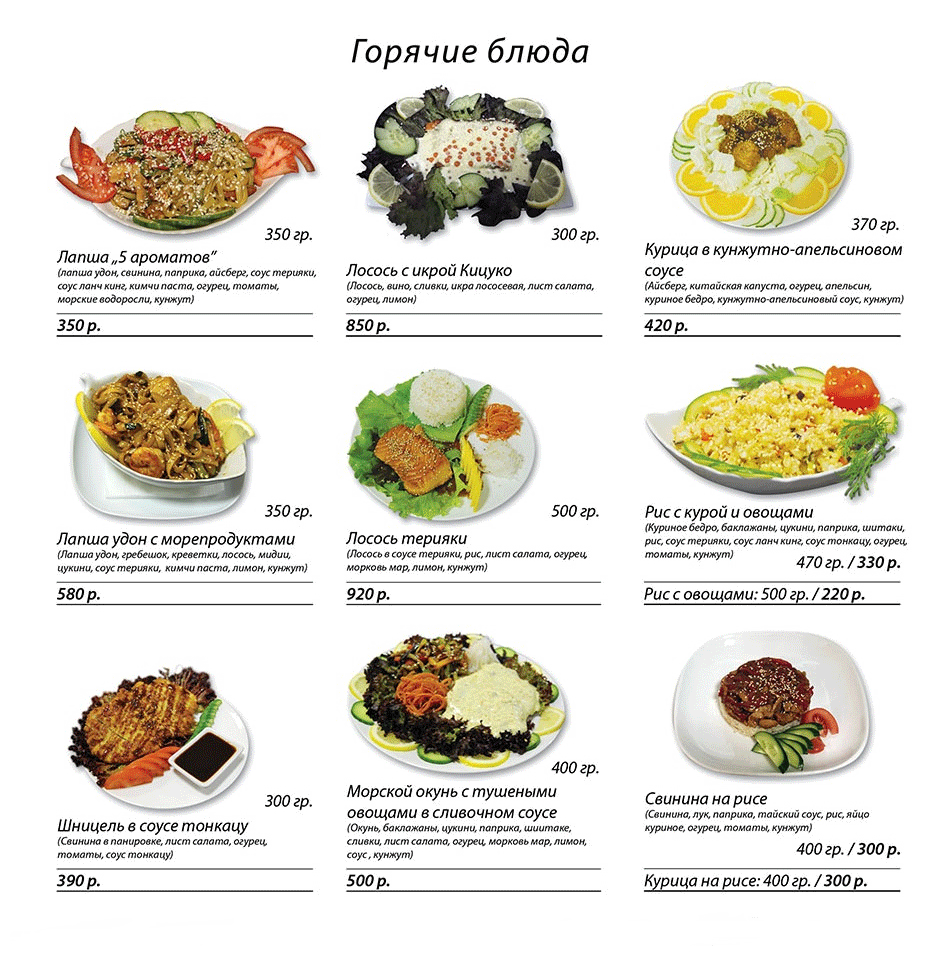 Горячие блюда
350 гр.
Лапша „5 ароматов”
(лапша удон, свинина, паприка, айсберг, соус терияки,
соус ланч кинг, кимчи паста, огурец, томаты,
морские водоросли, кунжут)
350 р.
300 гр.
Лосось с икрой Кицуко
(Лосось, вино, сливки, икра лососевая, лист салата,
огурец, лимон)
850 р.
370 гр.
Курица в кунжутно-апельсиновом
соусе
(Айсберг, китайская капуста, огурец, апельсин,
куриное бедро, кунжутно-апельсиновый соус, кунжут)
420 р.
350 гр.
Лапша удон с морепродуктами
(Лапша удон, гребешок, креветки, лосось, мидии,
цукини, соус терияки, кимчи паста, лимон, кунжут)
580 р.
500 гр.
Лосось терияки
(Лосось в соусе терияки, рис, лист салата, огурец,
морковь мар, лимон, кунжут)
920 р.
Рис с курой и овощами
(Куриное бедро, баклажаны, цукини, паприка, шитаки,
рис, соус терияки, соус ланч кинг, соус тонкацу, огурец,
томаты, кунжут)
470 гр. / 330 р.
Рис с овощами: 500 гр. / 220 р.
300 гр.
Шницель в соусе тонкацу
(Свинина в панировке, лист салата, огурец,
томаты, соус тонкацу)
390 р.
400 гр.
Морской окунь с тушеными
овощами в сливочном соусе
(Окунь, баклажаны, цукини, паприка, шиитаке,
сливки, лист салата, огурец, морковь мар, лимон,
соус , кунжут)
500 р.
Свинина на рисе
(Свинина, лук, паприка, тайский соус, рис, яйцо
куриное, огурец, томаты, кунжут)
400 гр. / 300 р.
Курица на рисе: 400 гр. / 300 р.